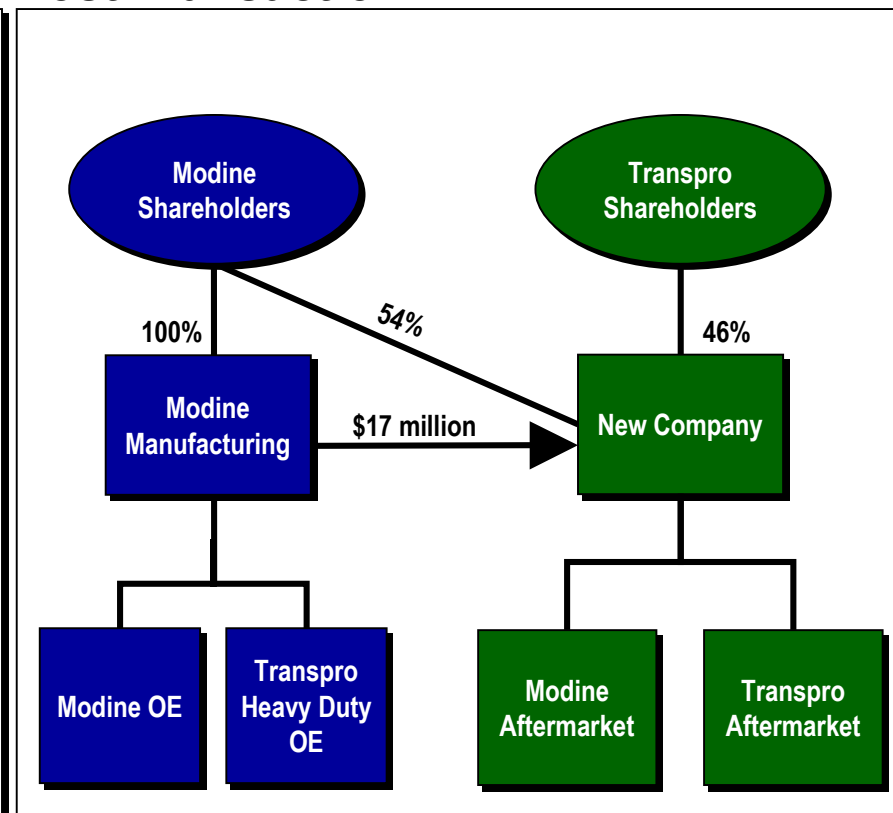 Modine
Shareholders
Transpro
Shareholders
100%
54%
46%
Modine
Manufacturing
$17 million
New Company
Modine OE
Transpro
Heavy Duty
OE
Modine
Aftermarket
Transpro
Aftermarket